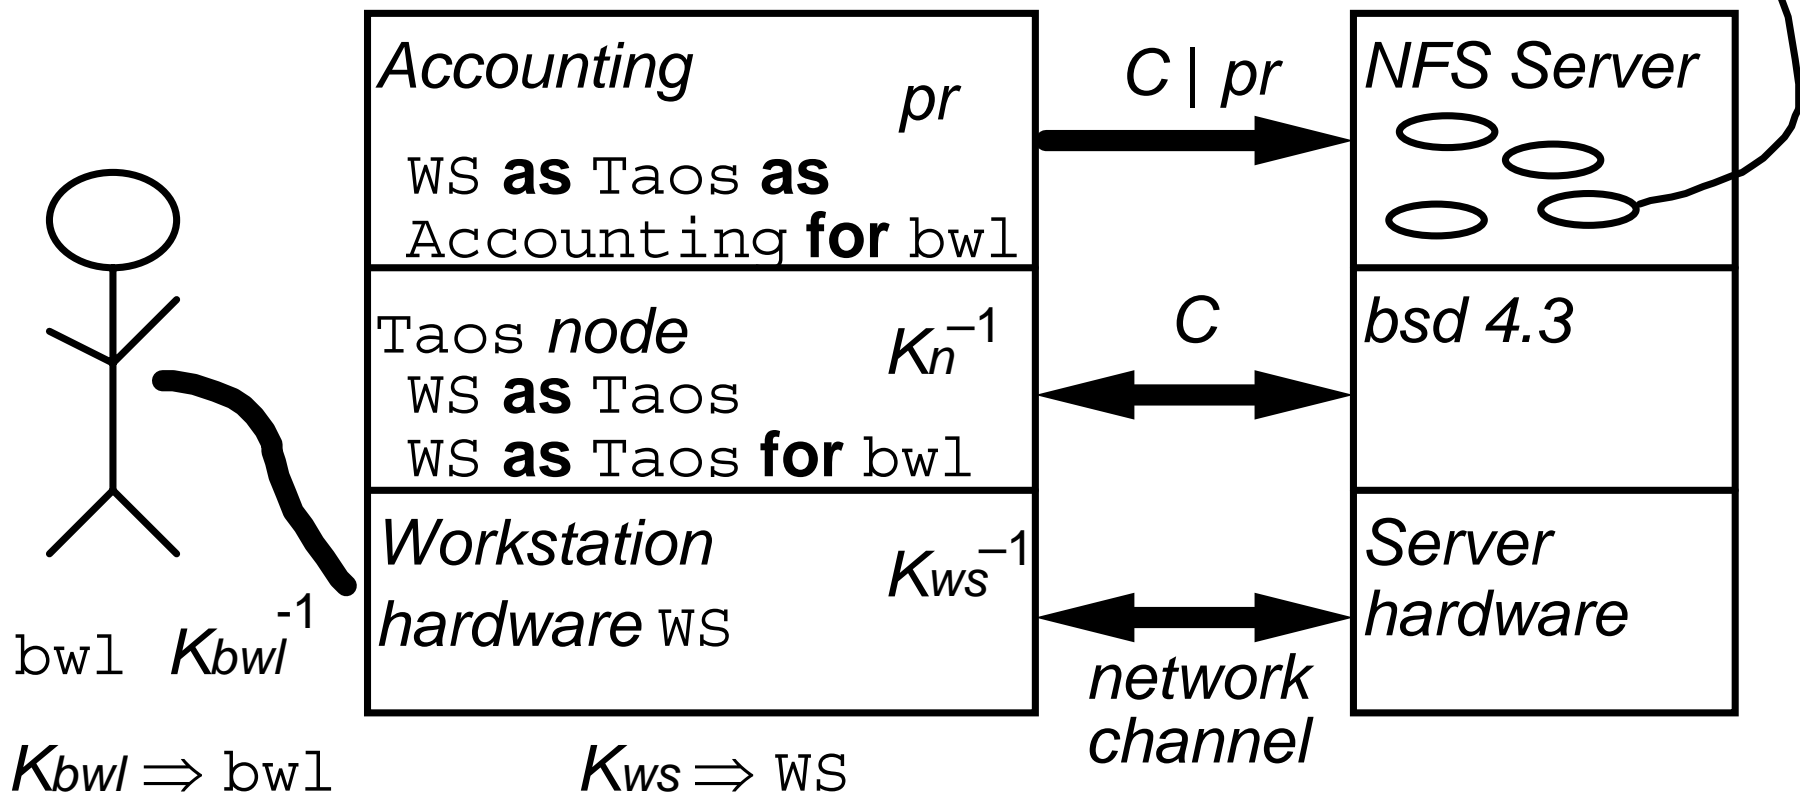 Accounting
pr
WS as Taos as
Accounting for bwl
C | pr
NFS Server
Taos node
Kn–1
WS as Taos
WS as Taos for bwl
C
bsd 4.3
Workstation
hardware WS
Kws–1
network
channel
Server
hardware
bwl Kbwl-1
Kbwl ⇒ bwl
Kws ⇒ WS